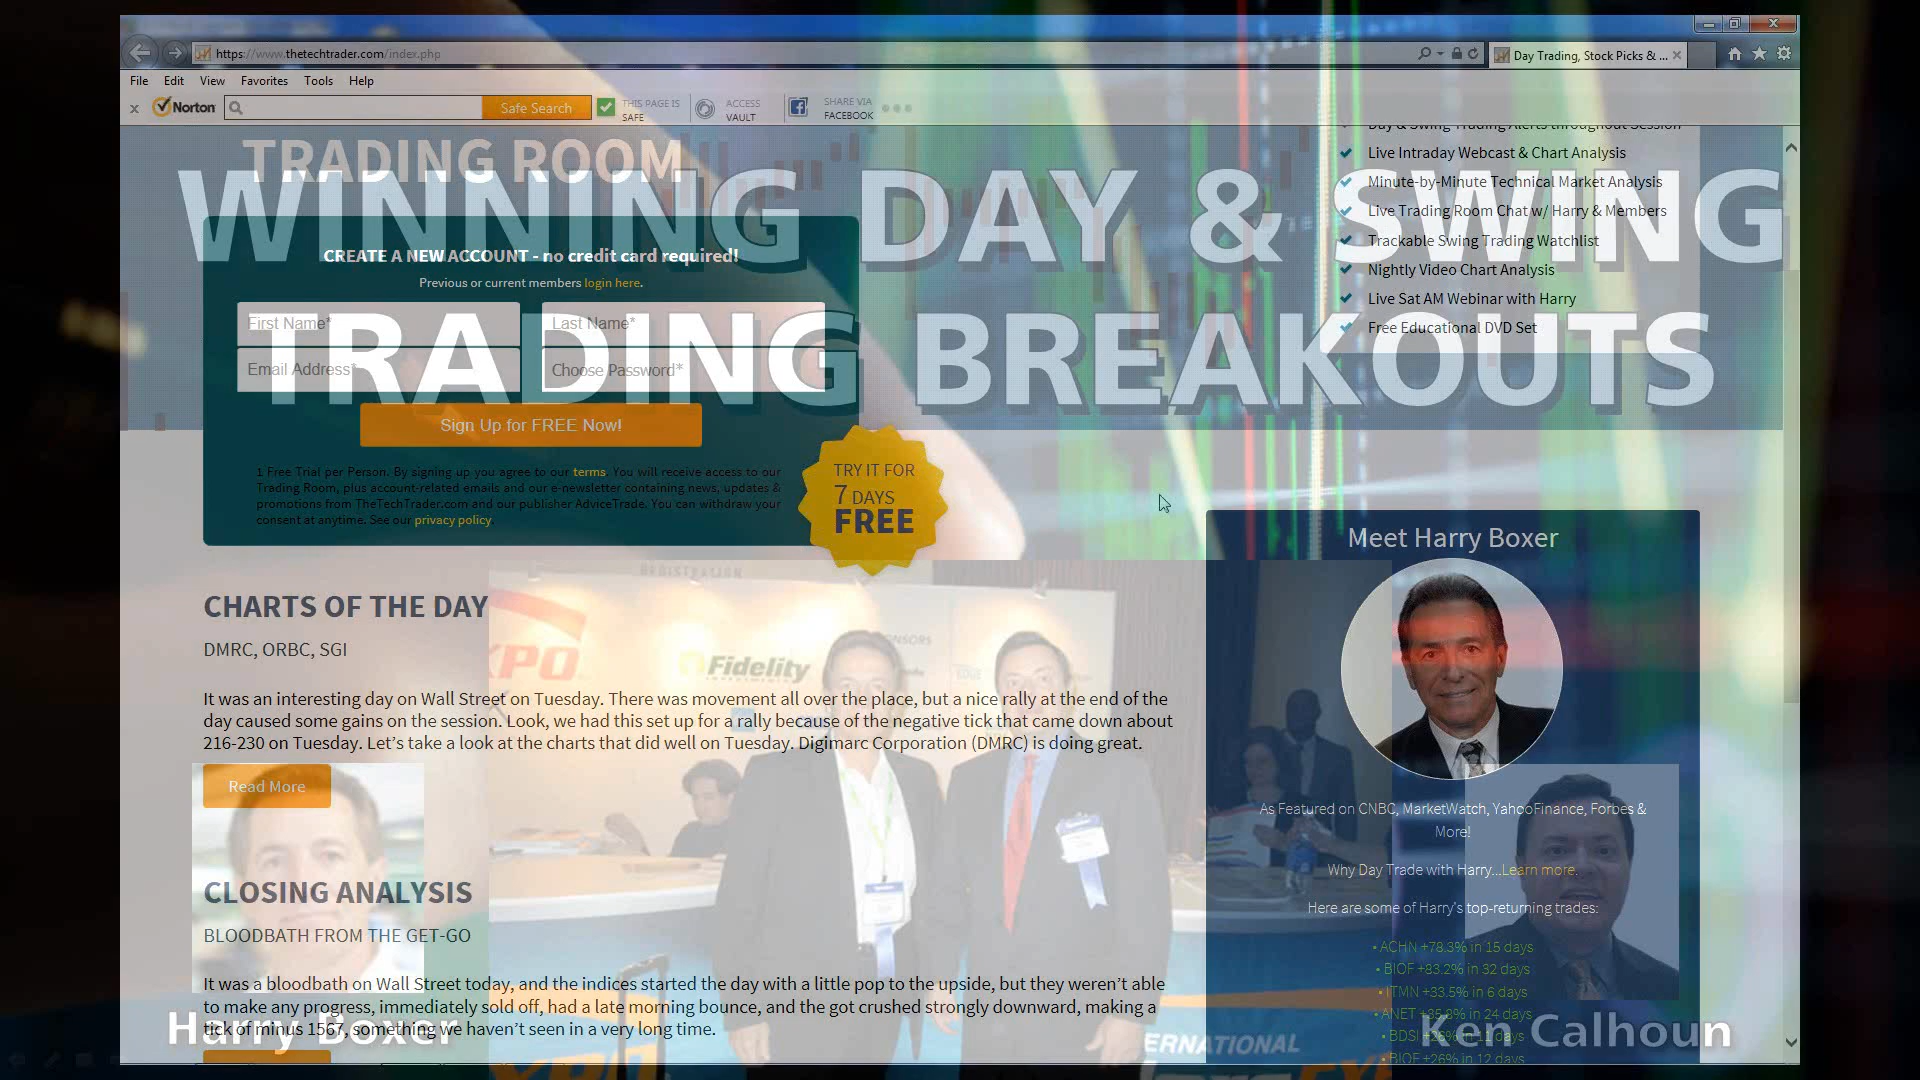 https://www.thetechtrader.com/index.php
Day Trading, Stock Picks & ...
File Edit View Favorites Tools Help
Norton
Safe Search
THIS PAGE IS
SAFE
ACCESS
VAULT
SHARE VIA
FACEBOOK
TRADING ROOM
WINNING DAY & SWING
TRADING BREAKOUTS
CREATE A NEW ACCOUNT - no credit card required!
Previous or current members login here.
First Name*
Last Name*
Email Address*
Choose Password*
Sign Up for FREE Now!
1 Free Trial per Person. By signing up you agree to our terms. You will receive access to our
Trading Room, plus account-related emails and our e-newsletter containing news, updates &
promotions from TheTechTrader.com and our publisher AdviceTrade. You can withdraw your
consent at anytime. See our privacy policy.
TRY IT FOR
7 DAYS
FREE
Day & Swing Trading Alerts throughout Session
Live Intraday Webcast & Chart Analysis
Minute-by-Minute Technical Market Analysis
Live Trading Room Chat w/ Harry & Members
Trackable Swing Trading Watchlist
Nightly Video Chart Analysis
Live Sat AM Webinar with Harry
Free Educational DVD Set
CHARTS OF THE DAY
DMRC, ORBC, SGI
It was an interesting day on Wall Street on Tuesday. There was movement all over the place, but a nice rally at the end of the
day caused some gains on the session. Look, we had this set up for a rally because of the negative tick that came down about
216-230 on Tuesday. Let's take a look at the charts that did well on Tuesday. Digimarc Corporation (DMRC) is doing great.
Read More
CLOSING ANALYSIS
BLOODBATH FROM THE GET-GO
It was a bloodbath on Wall Street today, and the indices started the day with a little pop to the upside, but they weren't able
to make any progress, immediately sold off, had a late morning bounce, and the got crushed strongly downward, making a
tick of minus 1567, something we haven't seen in a very long time.
Meet Harry Boxer
As Featured on CNBC, MarketWatch, YahooFinance, Forbes &
More!
Why Day Trade with Harry...Learn more.
Here are some of Harry's top-returning trades:
• ACHN +78.3% in 15 days
• BIOF +83.2% in 32 days
• ITMN +33.5% in 6 days
• ANET +35.8% in 24 days
• BDSI +26% in 11 days
• BIOF +26% in 12 days
REGISTRATION
XPO
Fidelity
ERNATIONAL
Harry Boxer
Ken Calhoun